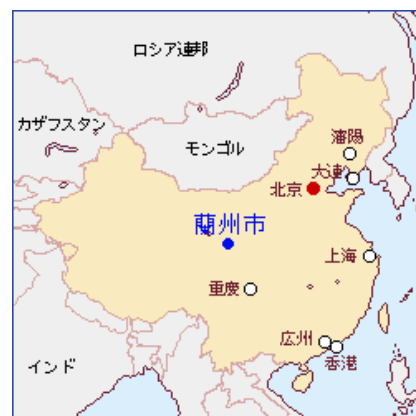 ロシア連邦
カザフスタン
モンゴル
瀋陽
大連
北京
蘭州市
上海
重慶
広州
香港
インド